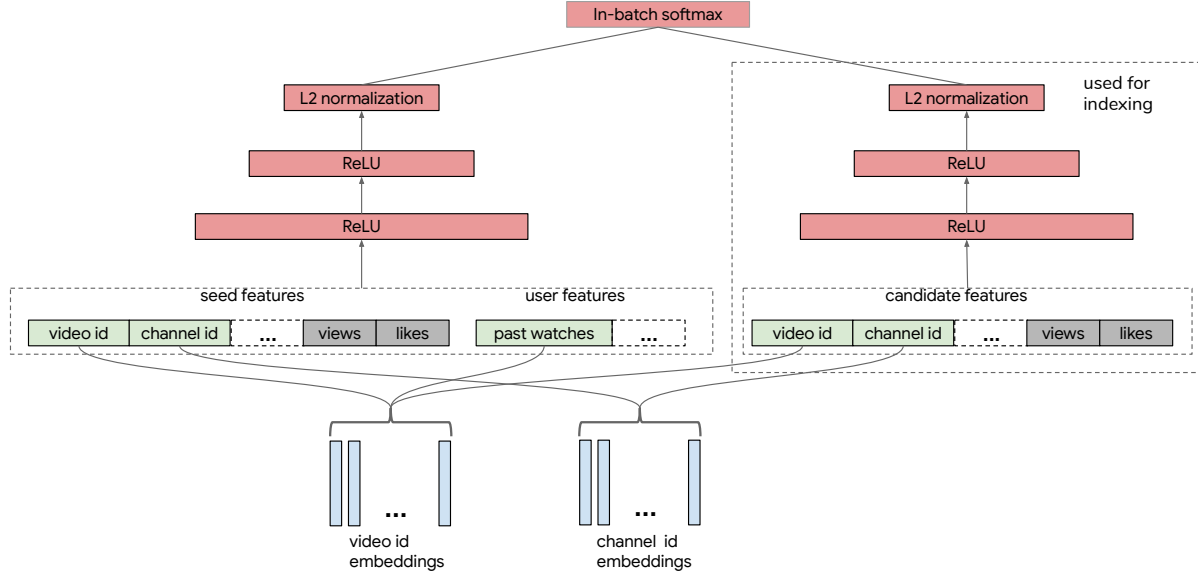 In-batch softmax
L2 normalization
L2 normalization
used for
indexing
ReLU
ReLU
ReLU
ReLU
seed features
user features
candidate features
video id channel id ... views likes
past watches ...
video id channel id ... views likes
...
...
video id
embeddings
channel id
embeddings